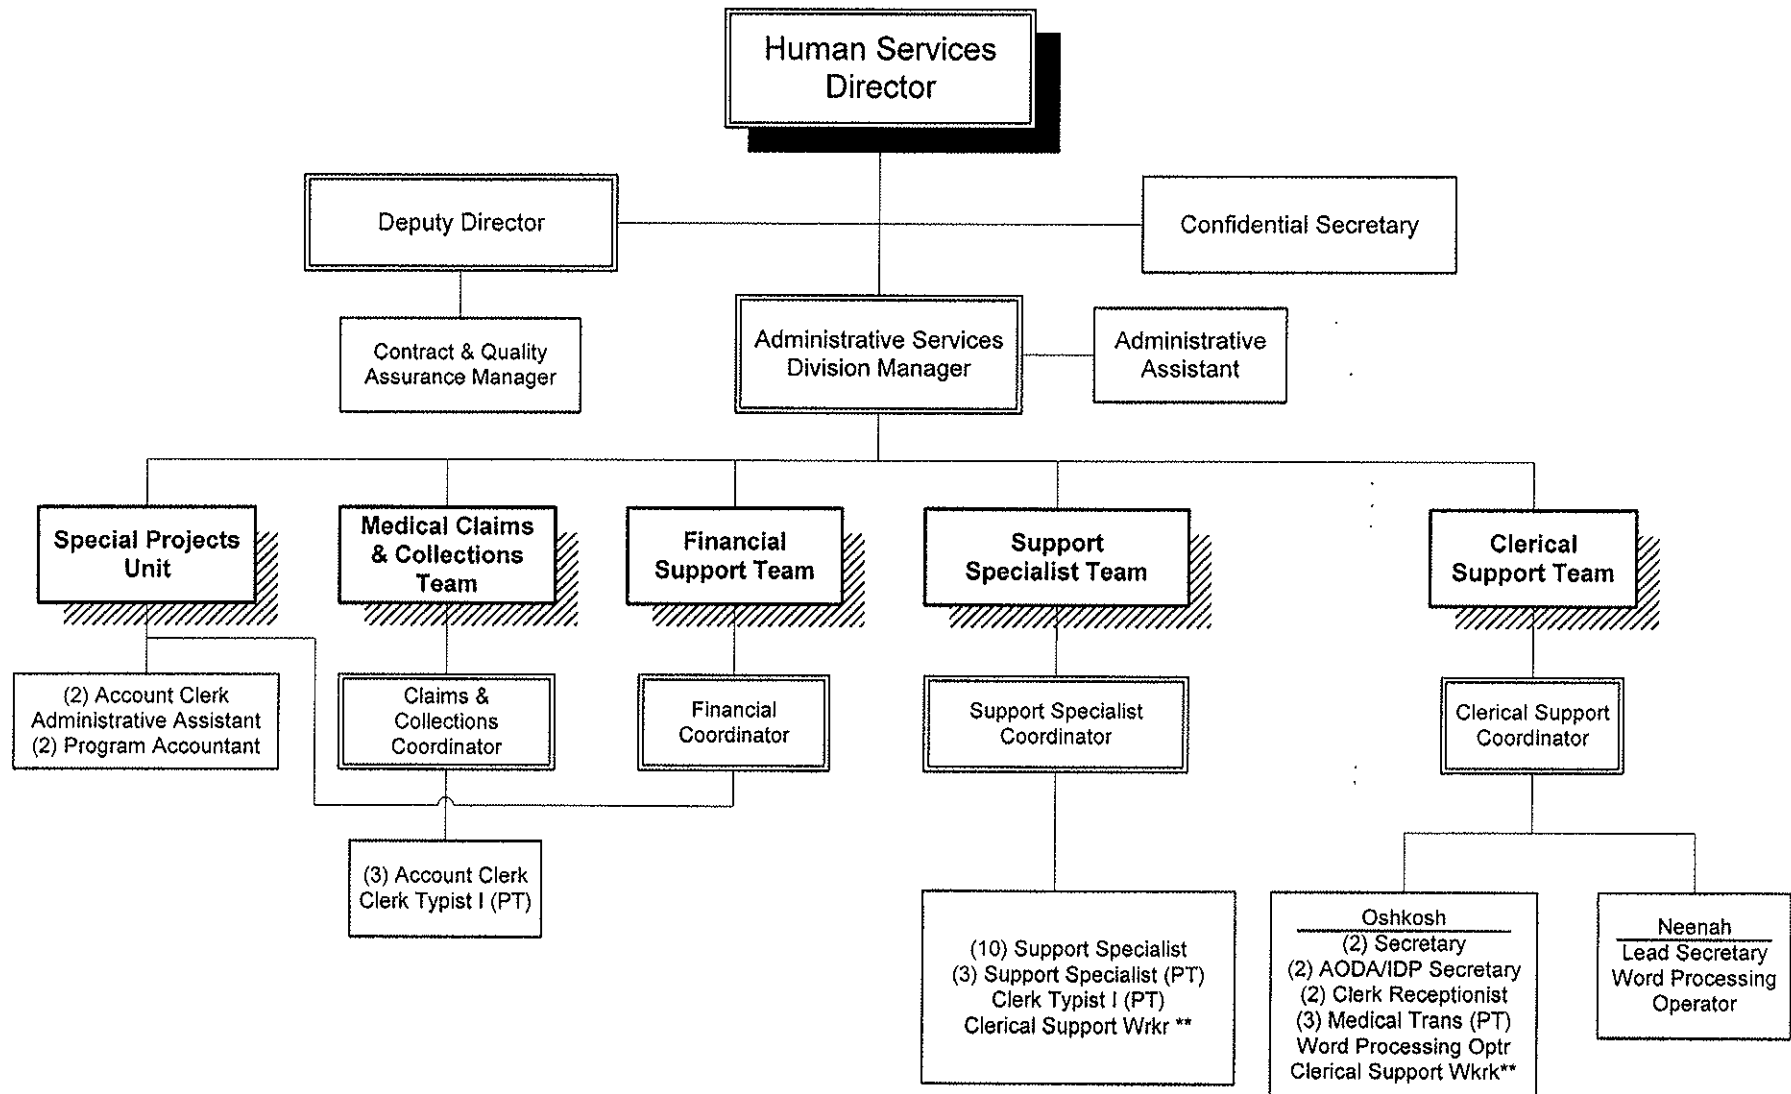 Human Services
Director
Deputy Director
Confidential Secretary
Contract & Quality
Assurance Manager
Administrative Services
Division Manager
Administrative
Assistant
Special Projects
Unit
Medical Claims
& Collections
Team
Financial
Support Team
Support
Specialist Team
Clerical
Support Team
(2) Account Clerk
Administrative Assistant
(2) Program Accountant
Claims &
Collections
Coordinator
Financial
Coordinator
Support Specialist
Coordinator
Clerical Support
Coordinator
(3) Account Clerk
Clerk Typist I (PT)
(10) Support Specialist
(3) Support Specialist (PT)
Clerk Typist I (PT)
Clerical Support Wrkr **
Oshkosh
(2) Secretary
(2) AODA/IDP Secretary
(2) Clerk Receptionist
(3) Medical Trans (PT)
Word Processing Optr
Clerical Support Wkrk**
Neenah
Lead Secretary
Word Processing
Operator